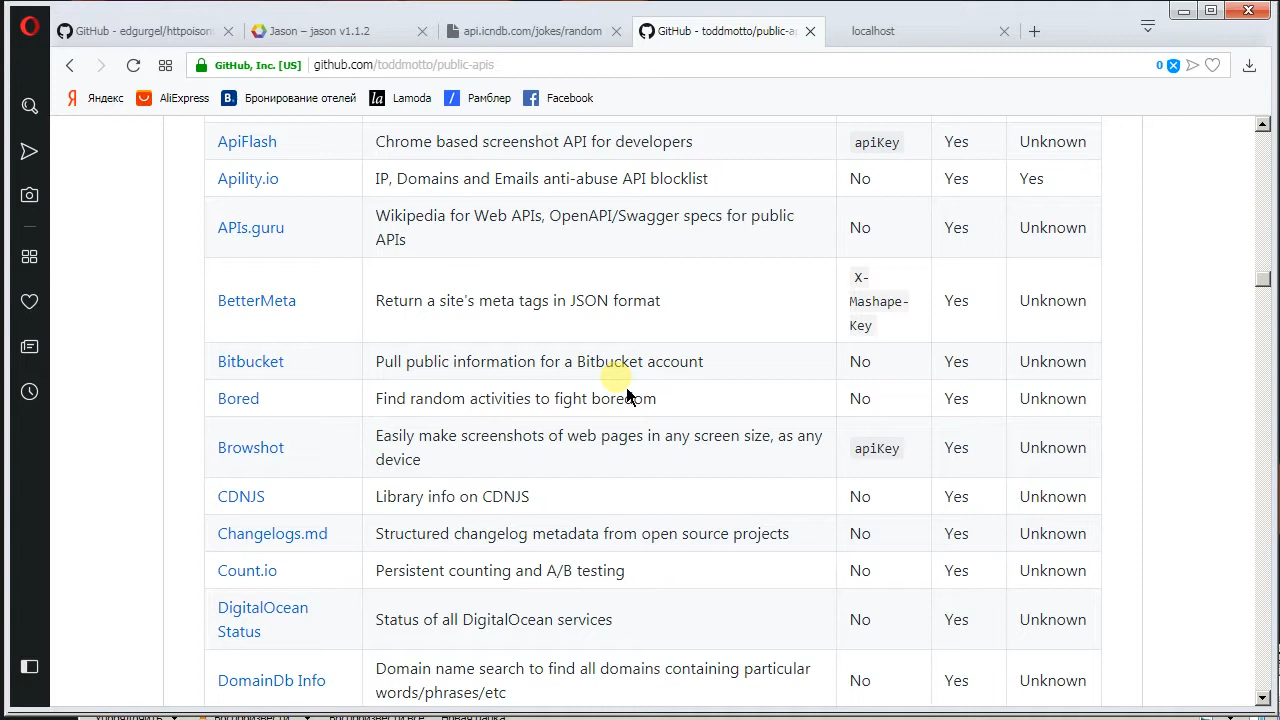 GitHub - edgurgel/httpoison
Jason – jason v1.1.2
api.icndb.com/jokes/random
GitHub - toddmotto/public-ap
localhost
GitHub, Inc. [US]
github.com/toddmotto/public-apis
0
Яндекс
AliExpress
B.
Бронирование отелей
la
Lamoda
Рамблер
Facebook
ApiFlash Chrome based screenshot API for developers apiKey Yes Unknown
Apility.io IP, Domains and Emails anti-abuse API blocklist No Yes Yes
APIs.guru Wikipedia for Web APIs, OpenAPI/Swagger specs for public
APIs No Yes Unknown
BetterMeta Return a site's meta tags in JSON format
X-
Mashape-
Key
Yes Unknown
Bitbucket Pull public information for a Bitbucket account No Yes Unknown
Bored Find random activities to fight boredom No Yes Unknown
Browshot Easily make screenshots of web pages in any screen size, as any
device apiKey Yes Unknown
CDNJS Library info on CDNJS No Yes Unknown
Changelogs.md Structured changelog metadata from open source projects No Yes Unknown
Count.io Persistent counting and A/B testing No Yes Unknown
DigitalOcean
Status
Status of all DigitalOcean services No Yes Unknown
DomainDb Info Domain name search to find all domains containing particular
words/phrases/etc No Yes Unknown